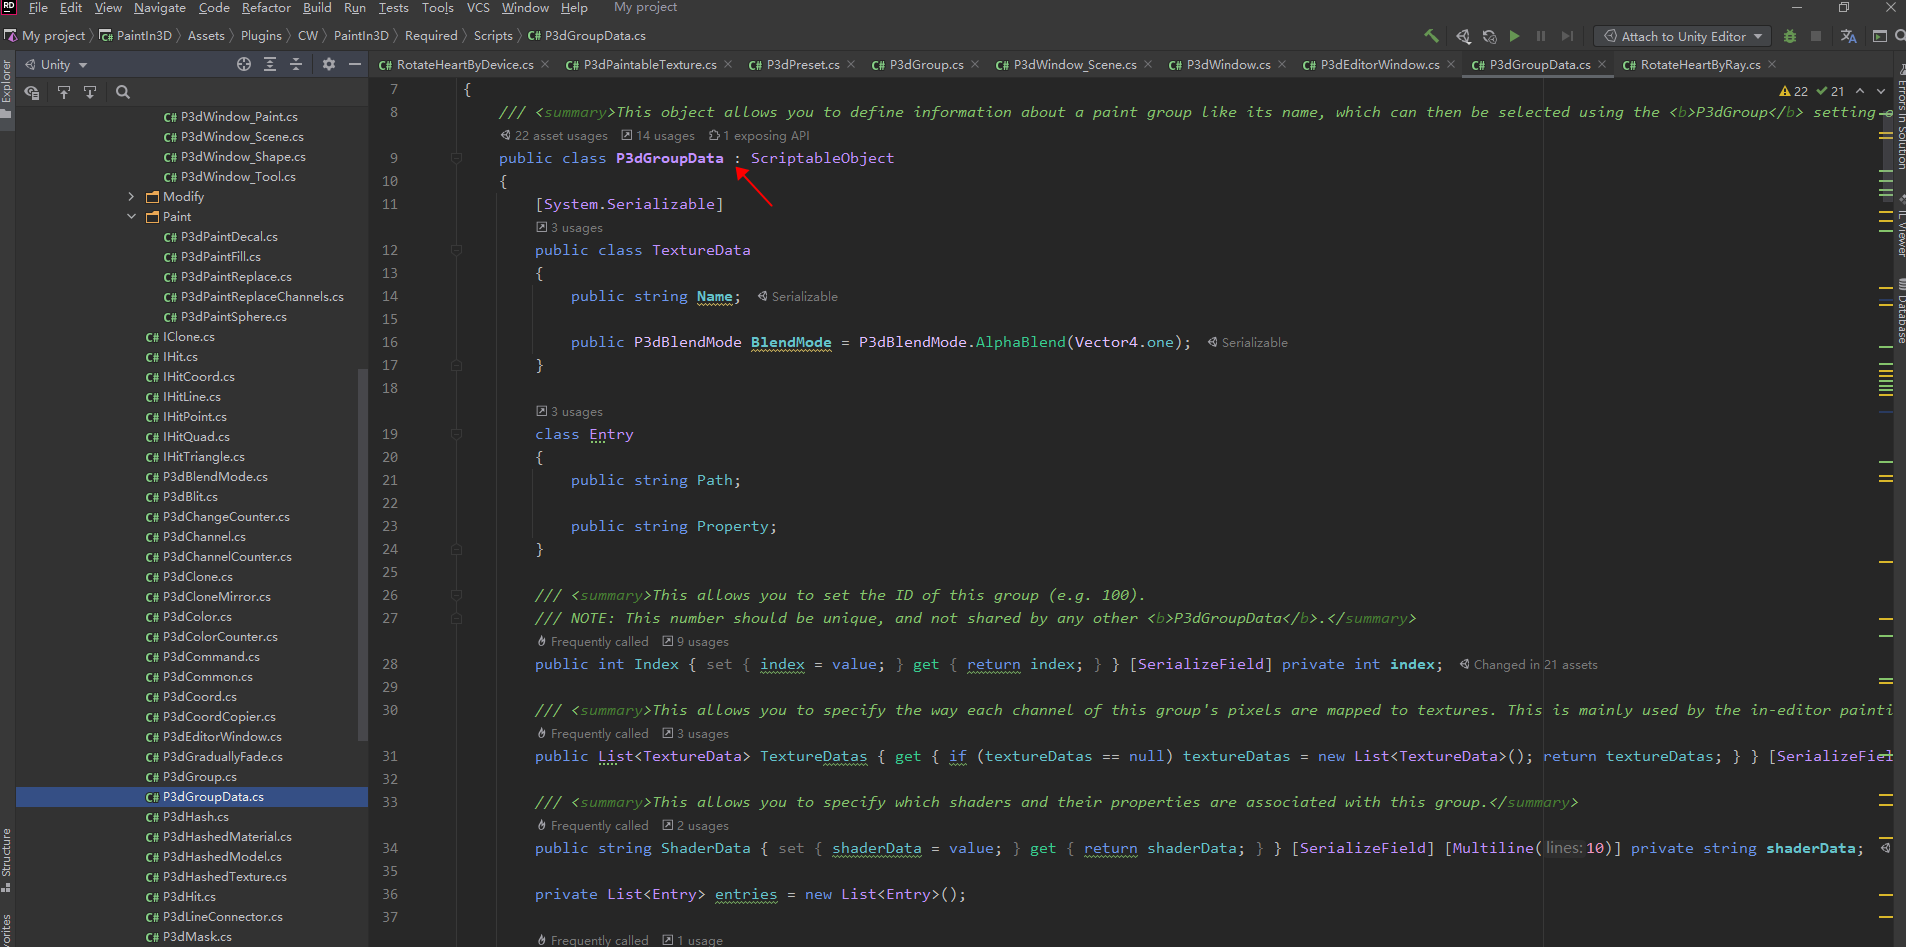 RD File Edit View Navigate Code Refactor Build Run Tests Tools VCS Window Help My project
My project PaintIn3D Assets Plugins CW PaintIn3D Required Scripts C# P3dGroupData.cs
Attach to Unity Editor
Explorer
Unity
C# RotateHeartByDevice.cs C# P3dPaintableTexture.cs C# P3dPreset.cs C# P3dGroup.cs C# P3dWindow_Scene.cs C# P3dWindow.cs C# P3dEditorWindow.cs C# P3dGroupData.cs C# RotateHeartByRay.cs
C# P3dWindow_Paint.cs
C# P3dWindow_Scene.cs
C# P3dWindow_Shape.cs
C# P3dWindow_Tool.cs
Modify
Paint
C# P3dPaintDecal.cs
C# P3dPaintFill.cs
C# P3dPaintReplace.cs
C# P3dPaintReplaceChannels.cs
C# P3dPaintSphere.cs
C# IClone.cs
C# IHit.cs
C# IHitCoord.cs
C# IHitLine.cs
C# IHitPoint.cs
C# IHitQuad.cs
C# IHitTriangle.cs
C# P3dBlendMode.cs
C# P3dBlit.cs
C# P3dChangeCounter.cs
C# P3dChannel.cs
C# P3dChannelCounter.cs
C# P3dClone.cs
C# P3dCloneMirror.cs
C# P3dColor.cs
C# P3dColorCounter.cs
C# P3dCommand.cs
C# P3dCommon.cs
C# P3dCoord.cs
C# P3dCoordCopier.cs
C# P3dEditorWindow.cs
C# P3dGraduallyFade.cs
C# P3dGroup.cs
C# P3dGroupData.cs
C# P3dHash.cs
C# P3dHashedMaterial.cs
C# P3dHashedModel.cs
C# P3dHashedTexture.cs
C# P3dHit.cs
C# P3dLineConnector.cs
C# P3dMask.cs
Structure
22 21
7 {
8 /// <summary>This object allows you to define information about a paint group like its name, which can then be selected using the <b>P3dGroup</b> setting
22 asset usages 14 usages 1 exposing API
9 public class P3dGroupData : ScriptableObject
10 {
11 [System.Serializable]
3 usages
12 public class TextureData
13 {
14 public string Name; Serializable
15
16 public P3dBlendMode BlendMode = P3dBlendMode.AlphaBlend(Vector4.one); Serializable
17 }
18
3 usages
19 class Entry
20 {
21 public string Path;
22
23 public string Property;
24 }
25
26 /// <summary>This allows you to set the ID of this group (e.g. 100).
27 /// NOTE: This number should be unique, and not shared by any other <b>P3dGroupData</b>.</summary>
Frequently called 9 usages
28 public int Index { set { index = value; } get { return index; } } [SerializeField] private int index; Changed in 21 assets
29
30 /// <summary>This allows you to specify the way each channel of this group's pixels are mapped to textures. This is mainly used by the in-editor painti
Frequently called 3 usages
31 public List<TextureData> TextureDatas { get { if (textureDatas == null) textureDatas = new List<TextureData>(); return textureDatas; } } [SerializeFiel
32
33 /// <summary>This allows you to specify which shaders and their properties are associated with this group.</summary>
Frequently called 2 usages
34 public string ShaderData { set { shaderData = value; } get { return shaderData; } } [SerializeField] [Multiline(lines:10)] private string shaderData;
35
36 private List<Entry> entries = new List<Entry>();
37
Frequently called 1 usage
Errors In Solution
IL Viewer
Database